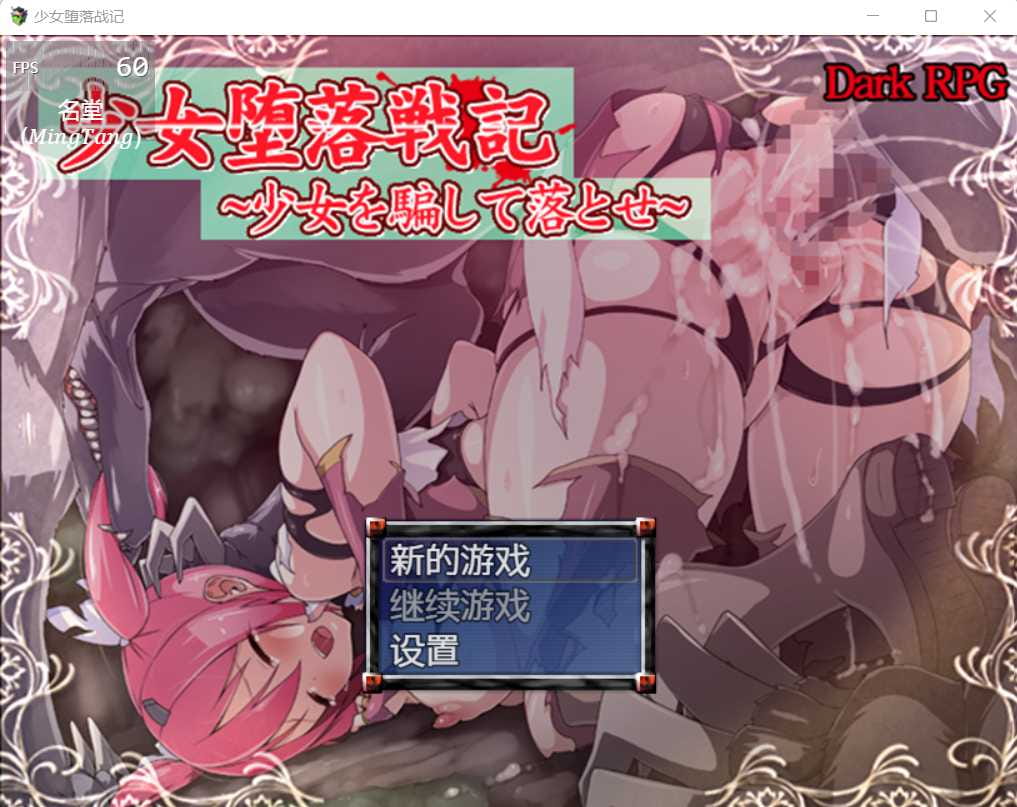 少女堕落战记
FPS 60
Dark RPG
名堂
(MingTang)
少女堕落戦記
~少女を騙して落とせ~
新的游戏
继续游戏
设置